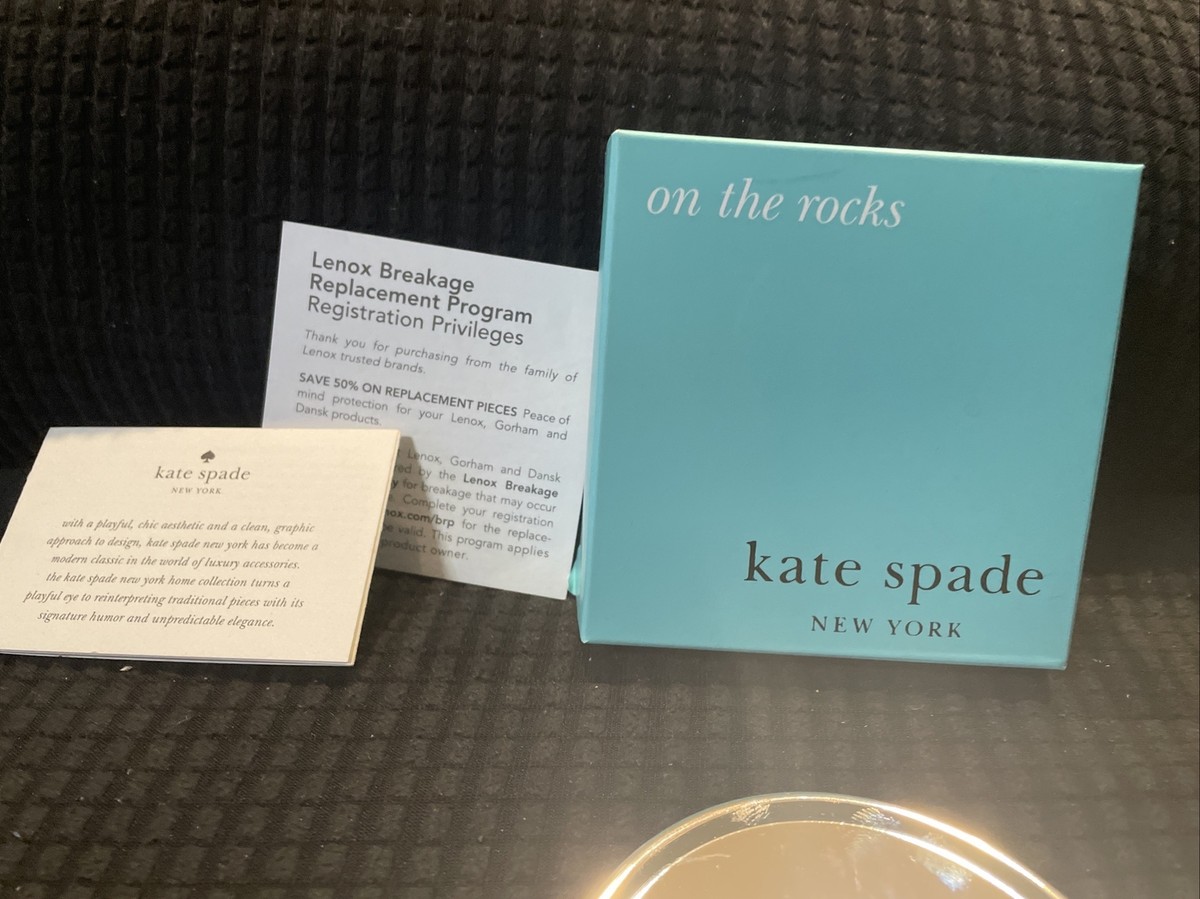 on the rocks
kate spade
NEW YORK
Lenox Breakage
Replacement Program
Registration Privileges
Thank you for purchasing from the family of
Lenox trusted brands.
SAVE 50% ON REPLACEMENT PIECES Peace of
mind protection for your Lenox, Gorham and
Dansk products.
Lenox, Gorham and Dansk
by the Lenox Breakage
for breakage that may occur
Complete your registration
for the replace-
valid. This program applies
product owner.
kate spade
NEW YORK
with a playful, chic aesthetic and a clean, graphic
approach to design, kate spade new york has become a
modern classic in the world of luxury accessories.
the kate spade new york home collection turns a
playful eye to reinterpreting traditional pieces with its
signature humor and unpredictable elegance.